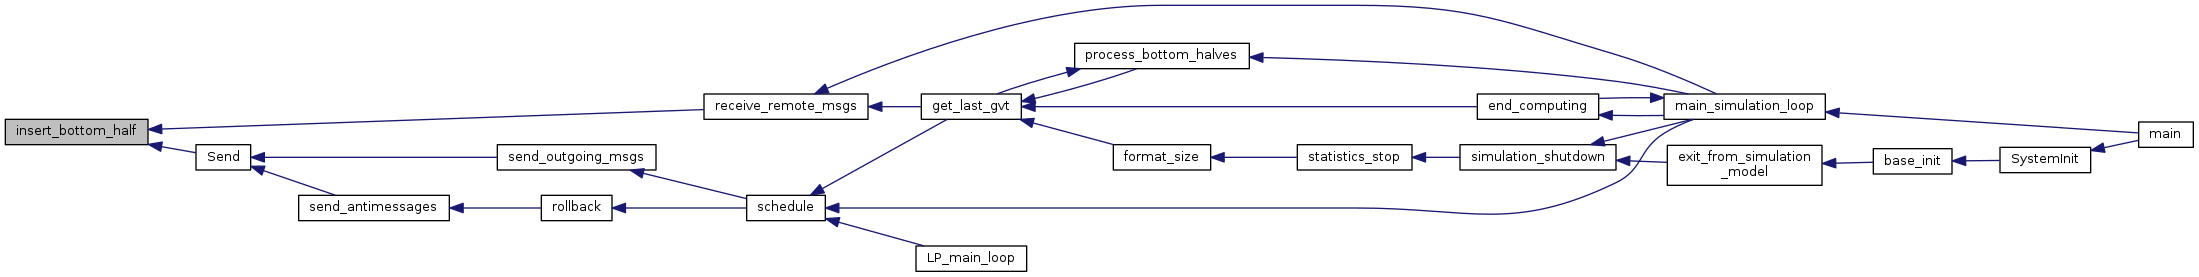 insert_bottom_half
receive_remote_msgs
Send
send_outgoing_msgs
send_antimessages
rollback
schedule
get_last_gvt
process_bottom_halves
LP_main_loop
format_size
statistics_stop
end_computing
simulation_shutdown
main_simulation_loop
exit_from_simulation
_model
base_init
SystemInit
main